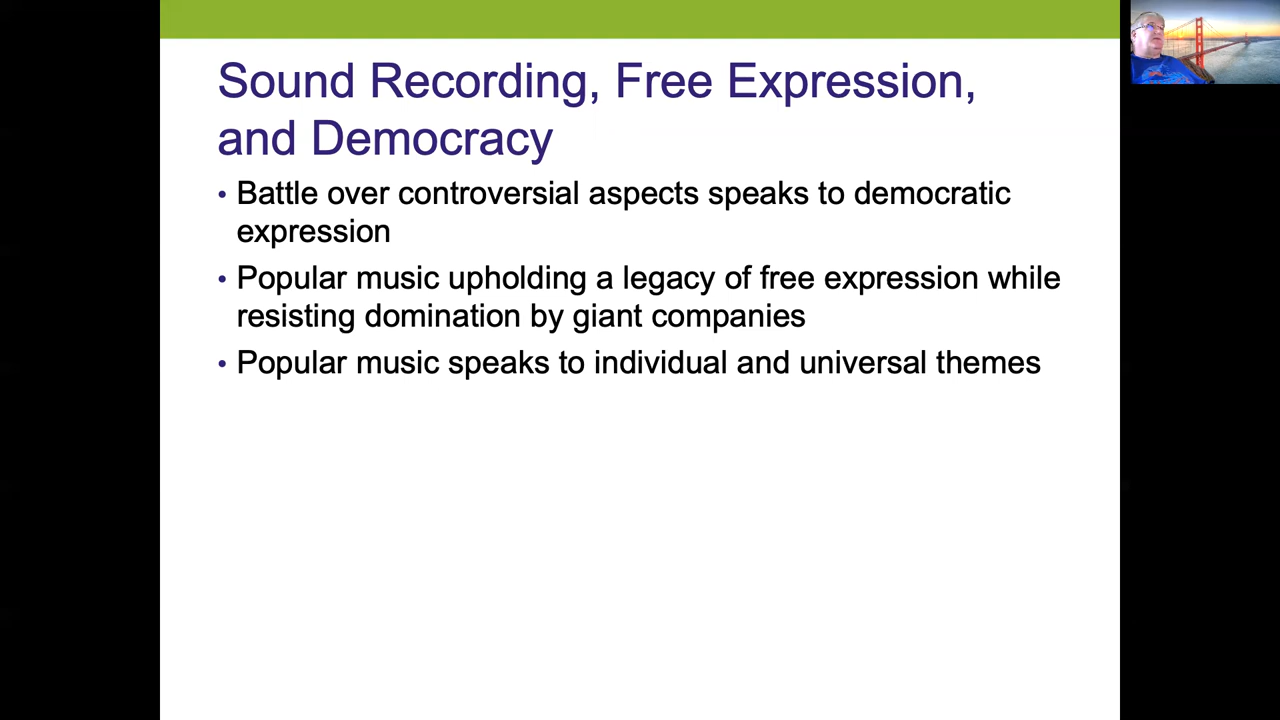 Sound Recording, Free Expression,
and Democracy
• Battle over controversial aspects speaks to democratic
expression
• Popular music upholding a legacy of free expression while
resisting domination by giant companies
• Popular music speaks to individual and universal themes